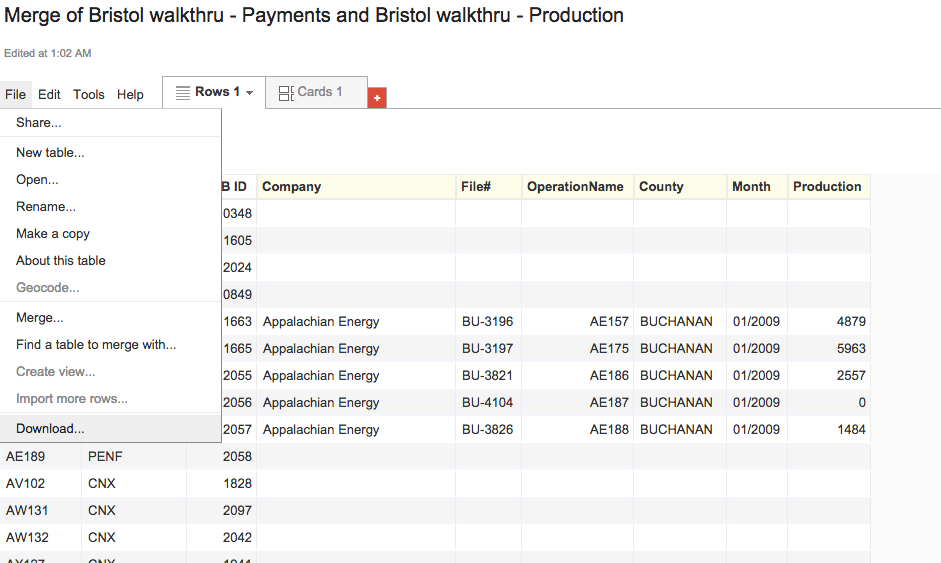 Merge of Bristol walkthru - Payments and Bristol walkthru - Production
Edited at 1:02 AM
File Edit Tools Help Rows 1 Cards 1 +
Share...
New table...
Open...
Rename...
Make a copy
About this table
Geocode...
Merge...
Find a table to merge with...
Create view...
Import more rows...
Download...
B ID Company File# OperationName County Month Production
0348
1605
2024
0849
1663 Appalachian Energy BU-3196 AE157 BUCHANAN 01/2009 4879
1665 Appalachian Energy BU-3197 AE175 BUCHANAN 01/2009 5963
2055 Appalachian Energy BU-3821 AE186 BUCHANAN 01/2009 2557
2056 Appalachian Energy BU-4104 AE187 BUCHANAN 01/2009 0
2057 Appalachian Energy BU-3826 AE188 BUCHANAN 01/2009 1484
AE189 PENF 2058
AV102 CNX 1828
AW131 CNX 2097
AW132 CNX 2042